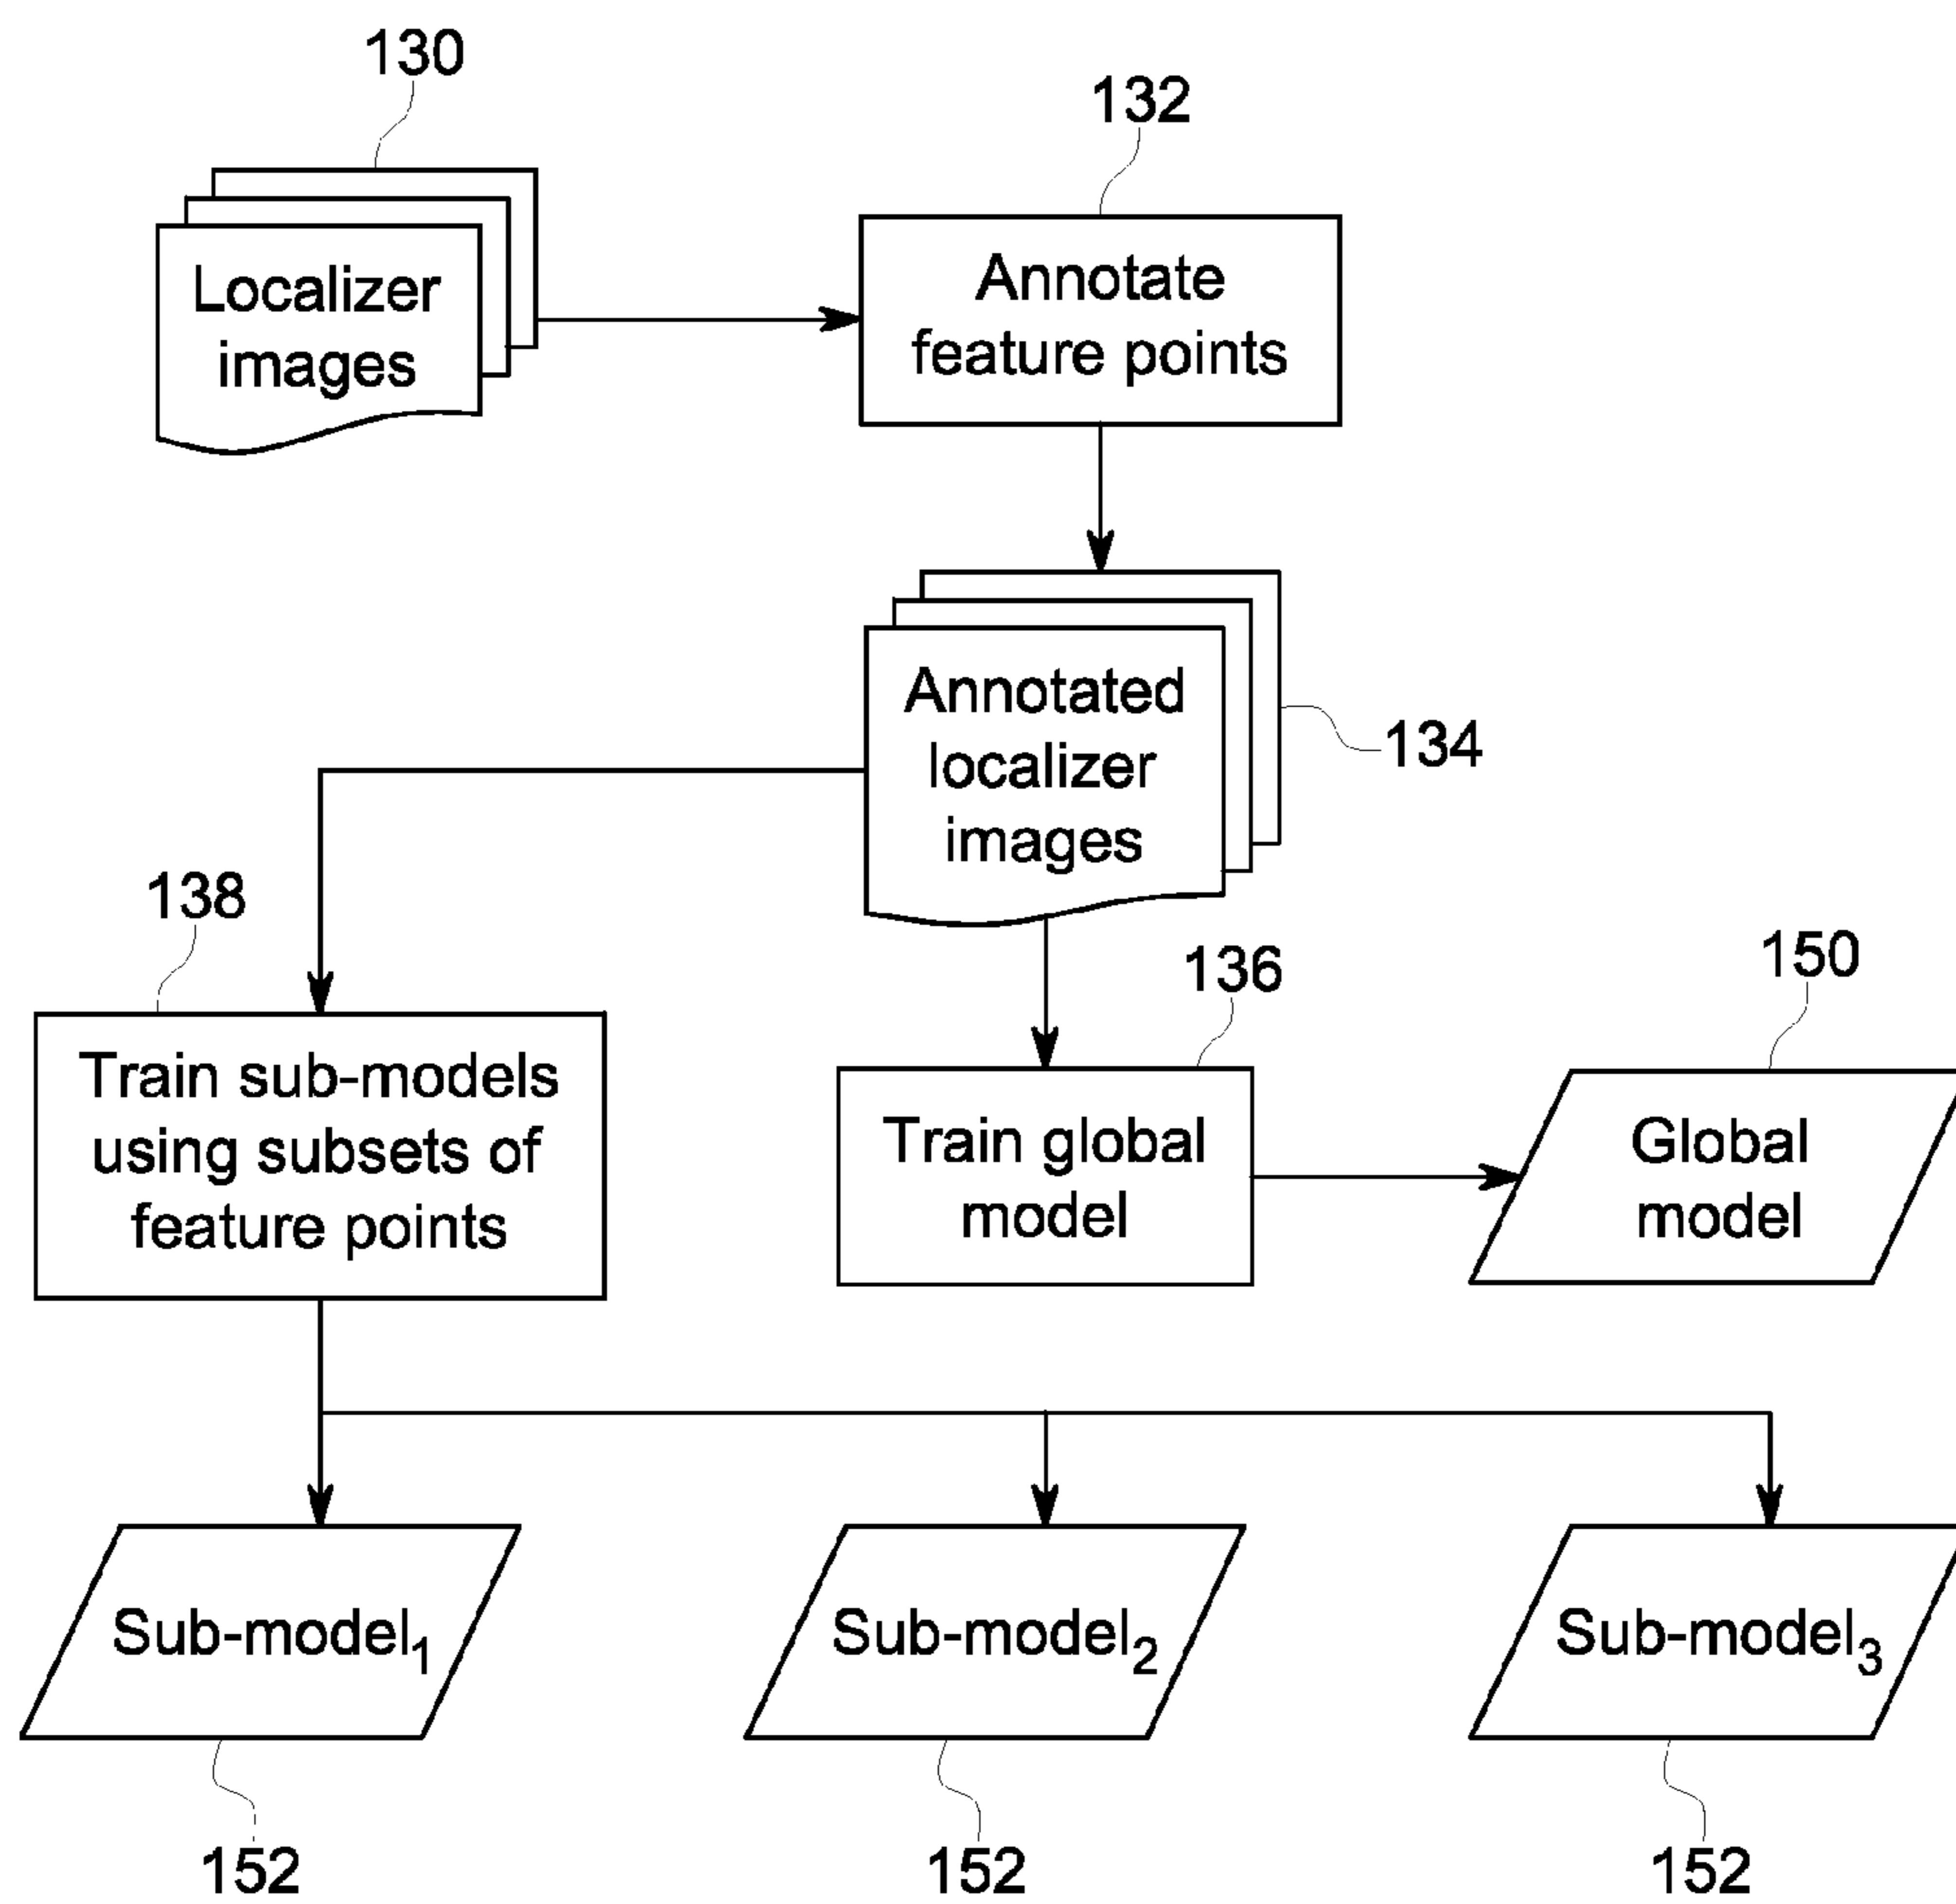 130
132
Localizer
images
Annotate
feature points
Annotated
localizer
images
134
138
136
150
Train sub-models
using subsets of
feature points
Train global
model
Global
model
Sub-model₁
Sub-model₂
Sub-model₃
152
152
152